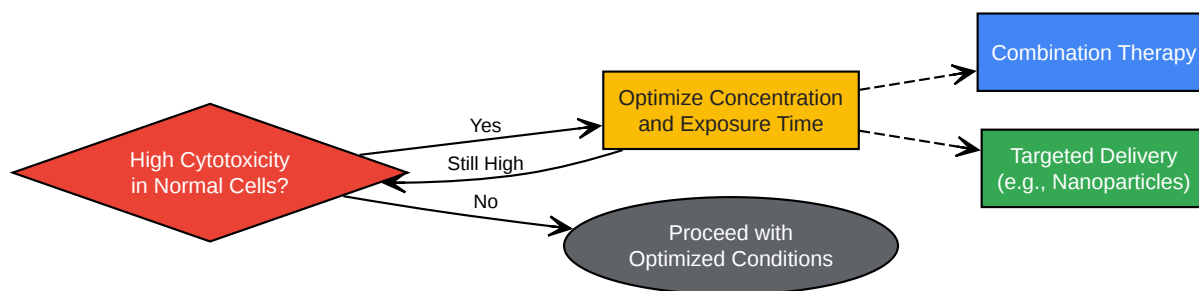 High Cytotoxicity
in Normal Cells?
Yes
Still High
No
Optimize Concentration
and Exposure Time
Proceed with
Optimized Conditions
Combination Therapy
Targeted Delivery
(e.g., Nanoparticles)